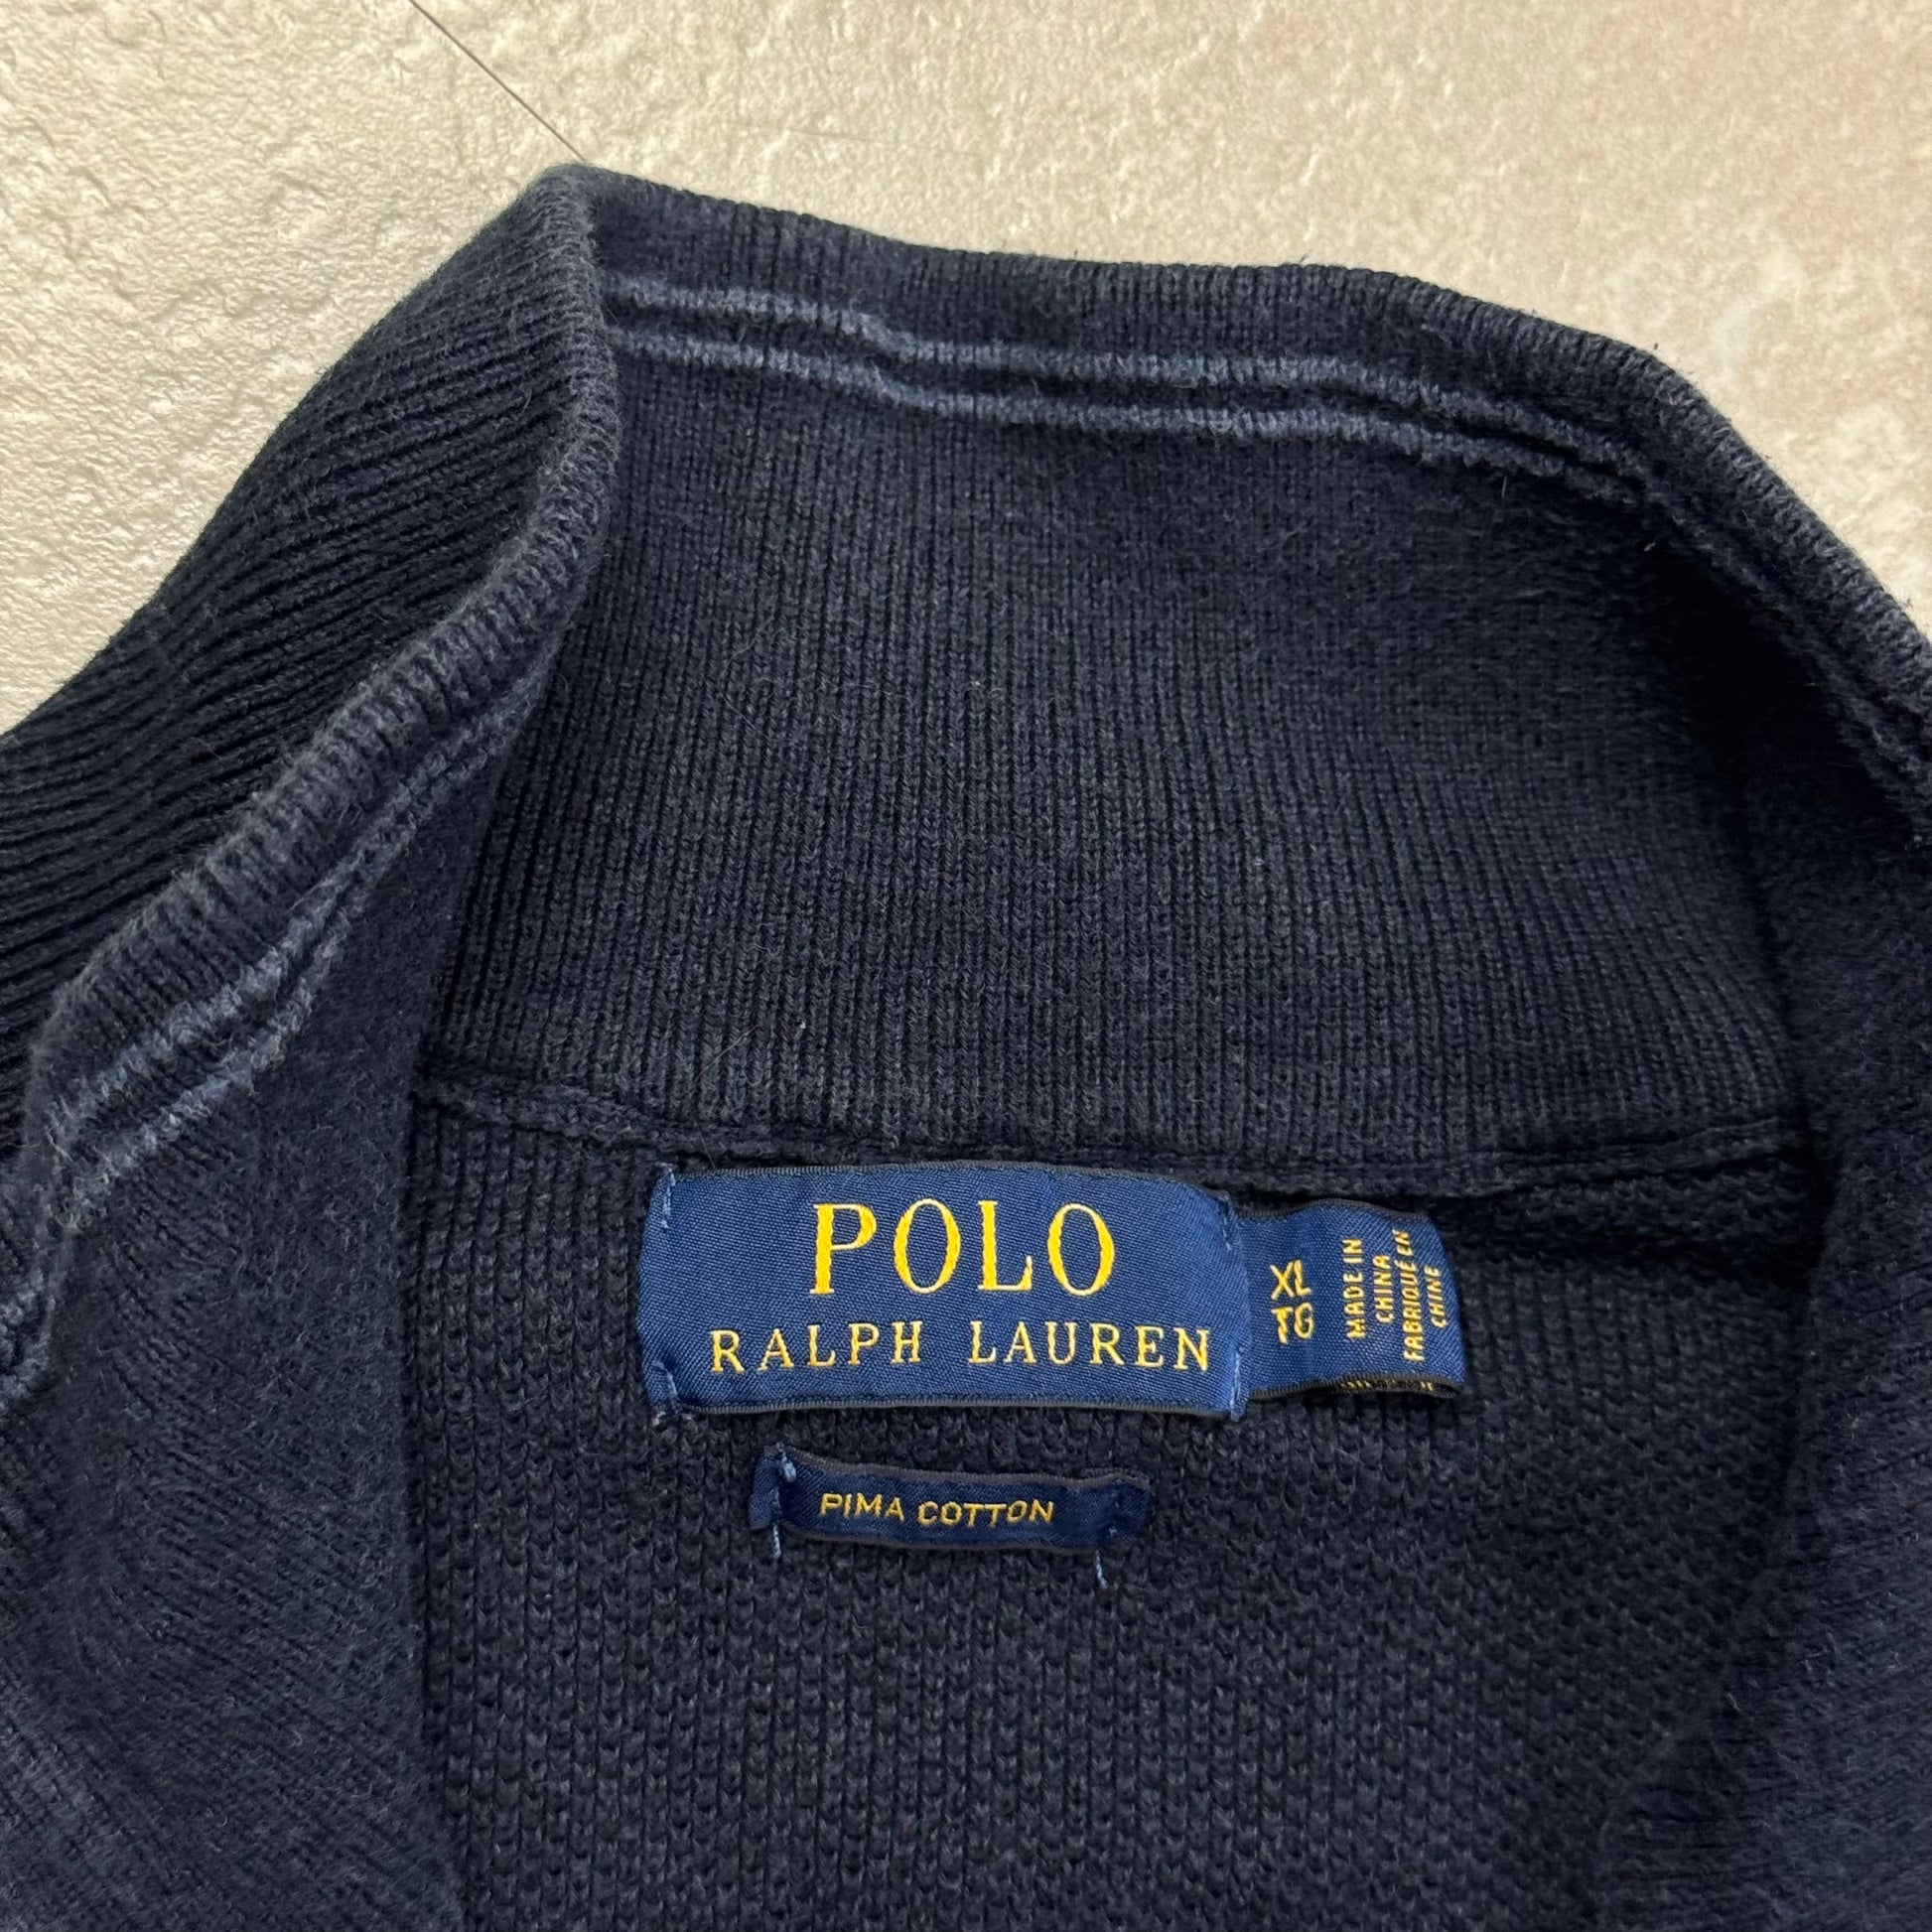 POLO
RALPH LAUREN
XL
TG
MADE IN
CHINA
FABRIQUÉ EN
CHINE
PIMA COTTON